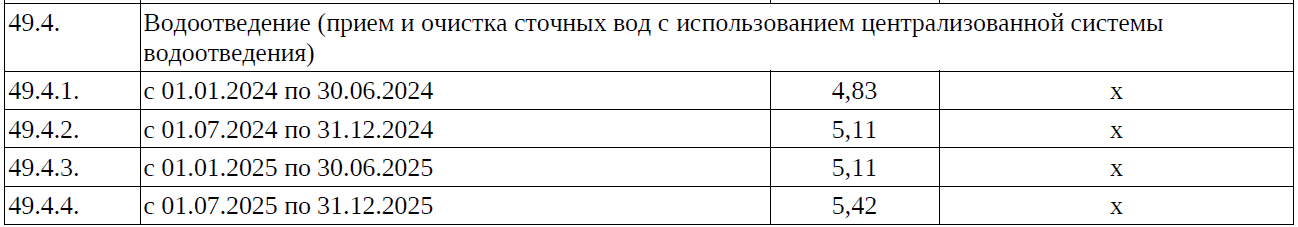 49.4. Водоотведение (прием и очистка сточных вод с использованием централизованной системы
водоотведения)
49.4.1. с 01.01.2024 по 30.06.2024 4,83 х
49.4.2. с 01.07.2024 по 31.12.2024 5,11 х
49.4.3. с 01.01.2025 по 30.06.2025 5,11 х
49.4.4. с 01.07.2025 по 31.12.2025 5,42 х